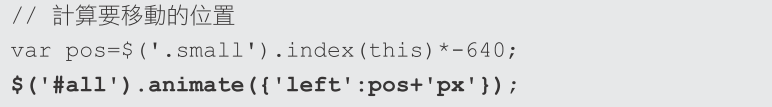 // 計算要移動的位置
var pos=$('.small').index(this)*-640;
$('#all').animate({'left':pos+'px'});